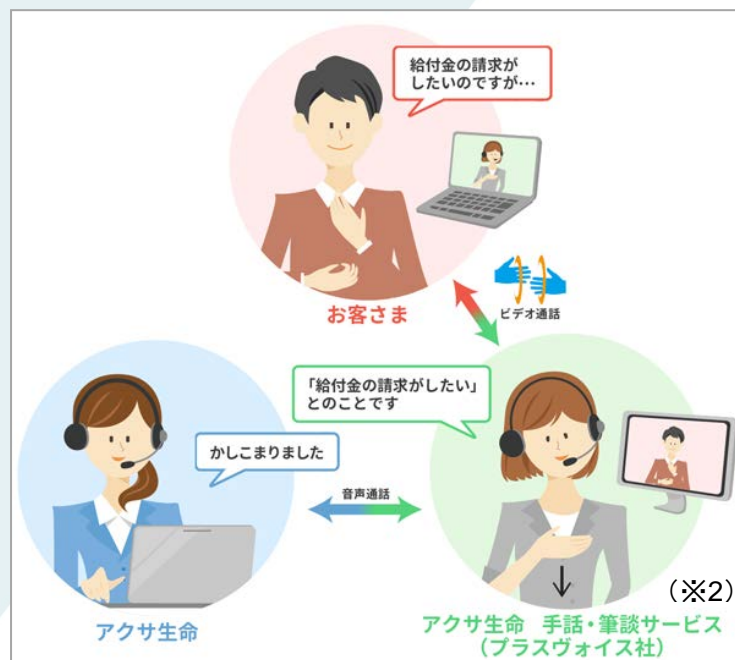 給付金の請求が
したいのですが…
お客さま
ビデオ通話
「給付金の請求がしたい」
とのことです
かしこまりました
音声通話
(※2)
アクサ生命
アクサ生命 手話・筆談サービス
(プラスヴォイス社)